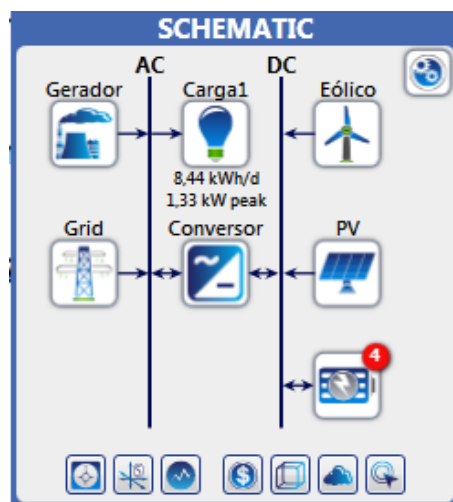 SCHEMATIC
AC DC
Gerador Carga1 Eólico
8,44 kWh/d
1,33 kW peak
Grid Conversor PV
4